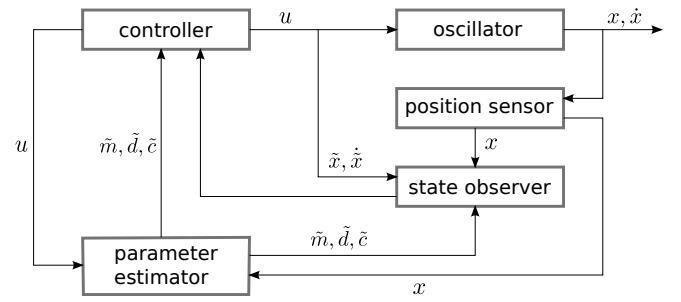 controller
u
oscillator
x, ẋ
position sensor
u
m̃, d̃, c̃
x
x̃, x̃̇
state observer
parameter
estimator
m̃, d̃, c̃
x